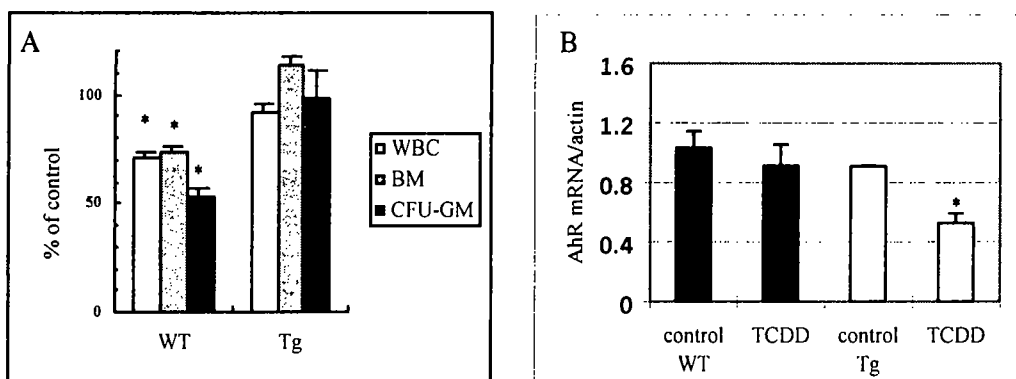 A
% of control
100
50
0
*
*
*
WT
Tg
WBC
BM
CFU-GM
B
AhR mRNA/actin
1.6
1.2
0.8
0.4
0
*
control
WT
TCDD
control
Tg
TCDD